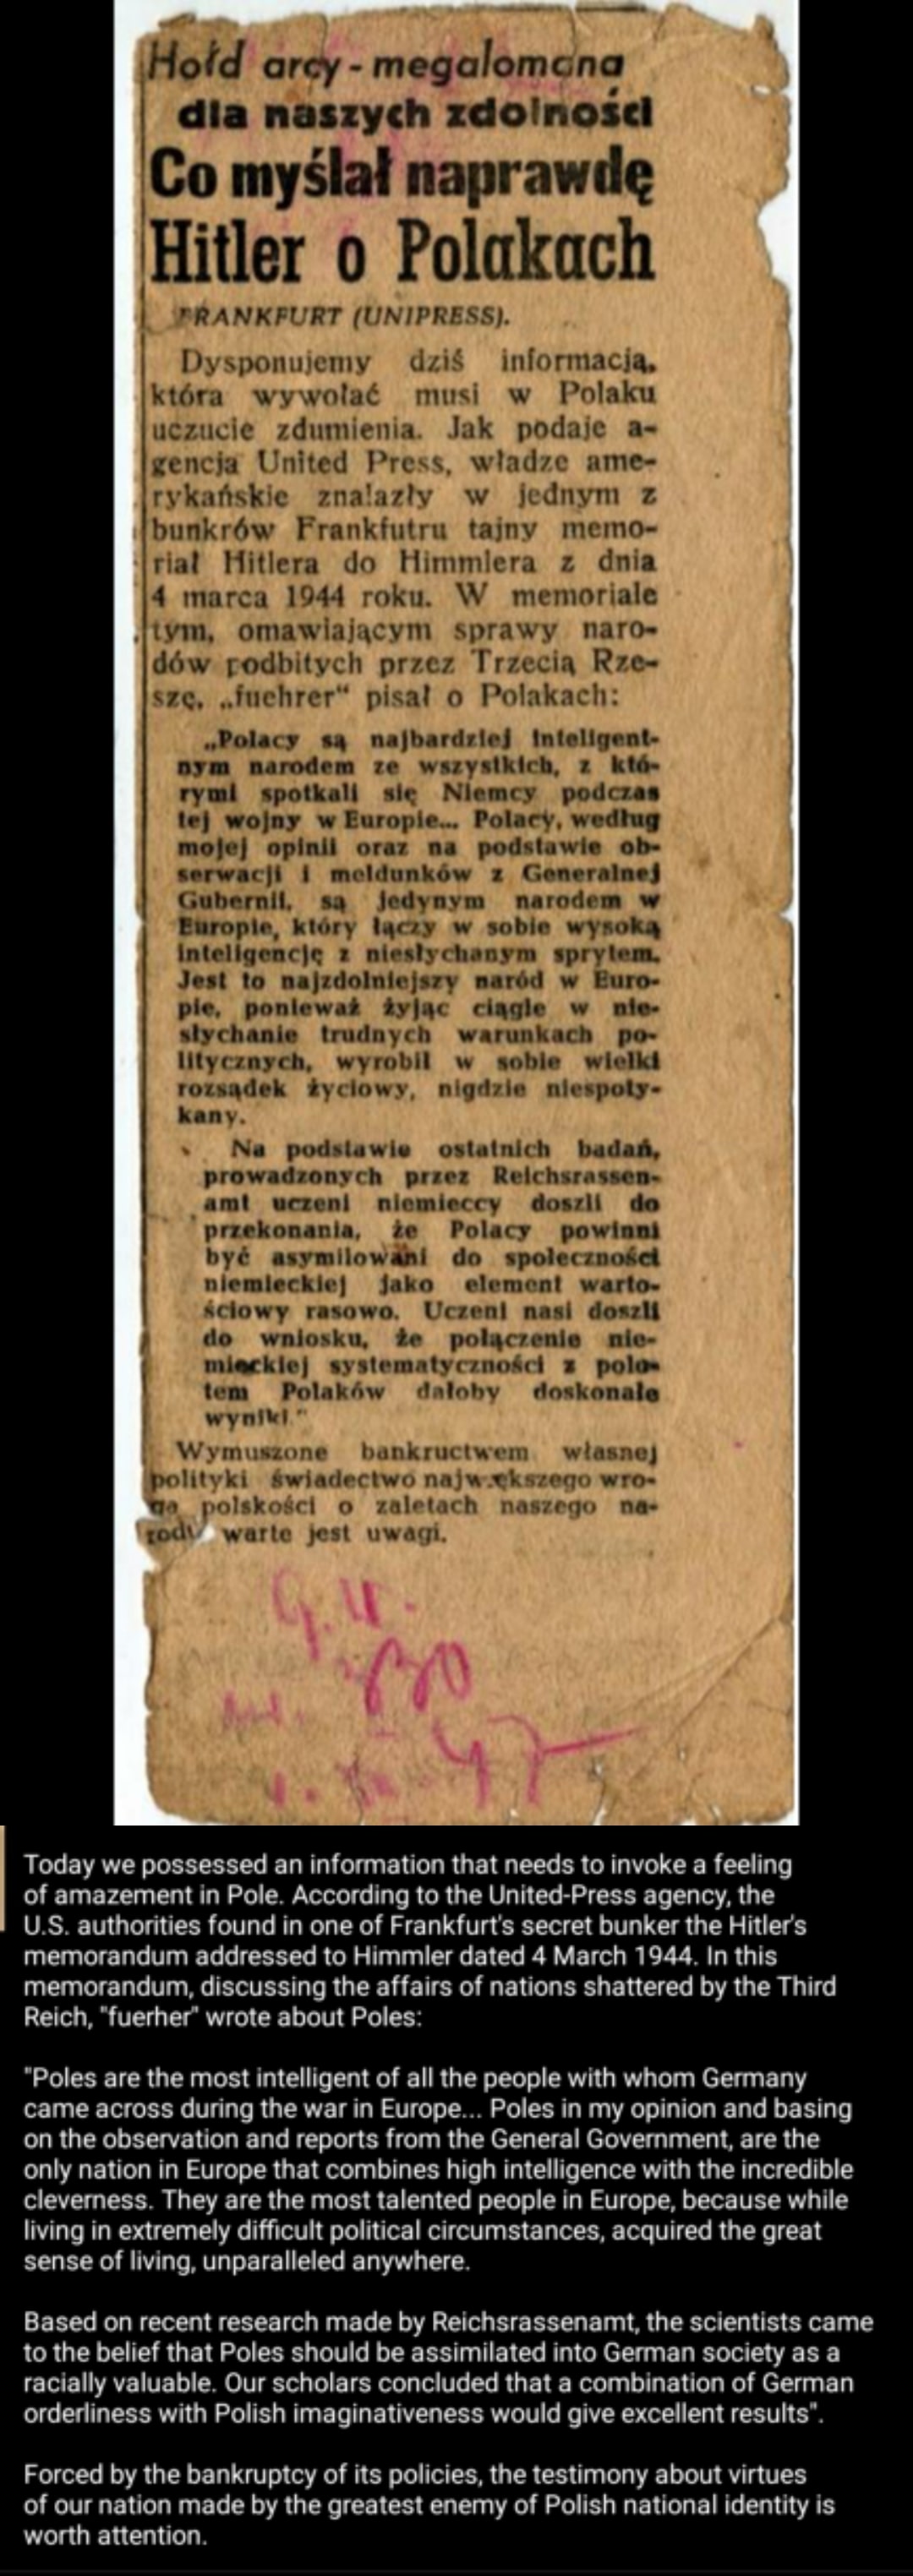 Hołd arcy-megalomana
dla naszych zdolności
Co myślał naprawdę
Hitler o Polakach
FRANKFURT (UNIPRESS).
Dysponujemy dziś informacją,
która wywołać musi w Polaku
uczucie zdumienia. Jak podaje a-
gencja United Press, władze ame-
rykańskie znalazły w jednym z
bunkrów Frankfutru tajny memo-
riał Hitlera do Himmlera z dnia
4 marca 1944 roku. W memoriale
tym, omawiającym sprawy naro-
dów podbitych przez Trzecią Rze-
szę, „fuehrer“ pisał o Polakach:
„Polacy są najbardziej inteligent-
nym narodem ze wszystkich, z któ-
rymi spotkali się Niemcy podczas
tej wojny w Europie... Polacy, według
mojej opinii oraz na podstawie ob-
serwacji i meldunków z Generalnej
Gubernii, są jedynym narodem w
Europie, który łączy w sobie wysoką
inteligencję z niesłychanym sprytem.
Jest to najzdolniejszy naród w Euro-
pie, ponieważ żyjąc ciągle w nie-
słychanie trudnych warunkach po-
litycznych, wyrobił w sobie wielki
rozsądek życiowy, nigdzie niespoty-
kany.
Na podstawie ostatnich badań,
prowadzonych przez Reichsrassen-
amt uczeni niemieccy doszli do
przekonania, że Polacy powinni
być asymilowani do społeczności
niemieckiej jako element warto-
ściowy rasowo. Uczeni nasi doszli
do wniosku, że połączenie nie-
mieckiej systematyczności z polo-
tem Polaków dałoby doskonałe
wyniki."
Wymuszone bankructwem własnej
polityki świadectwo największego wro-
ga polskości o zaletach naszego na-
rodu warte jest uwagi.
47
Today we possessed an information that needs to invoke a feeling
of amazement in Pole. According to the United-Press agency, the
U.S. authorities found in one of Frankfurt's secret bunker the Hitler's
memorandum addressed to Himmler dated 4 March 1944. In this
memorandum, discussing the affairs of nations shattered by the Third
Reich, "fuerher" wrote about Poles:
"Poles are the most intelligent of all the people with whom Germany
came across during the war in Europe... Poles in my opinion and basing
on the observation and reports from the General Government, are the
only nation in Europe that combines high intelligence with the incredible
cleverness. They are the most talented people in Europe, because while
living in extremely difficult political circumstances, acquired the great
sense of living, unparalleled anywhere.
Based on recent research made by Reichsrassenamt, the scientists came
to the belief that Poles should be assimilated into German society as a
racially valuable. Our scholars concluded that a combination of German
orderliness with Polish imaginativeness would give excellent results".
Forced by the bankruptcy of its policies, the testimony about virtues
of our nation made by the greatest enemy of Polish national identity is
worth attention.